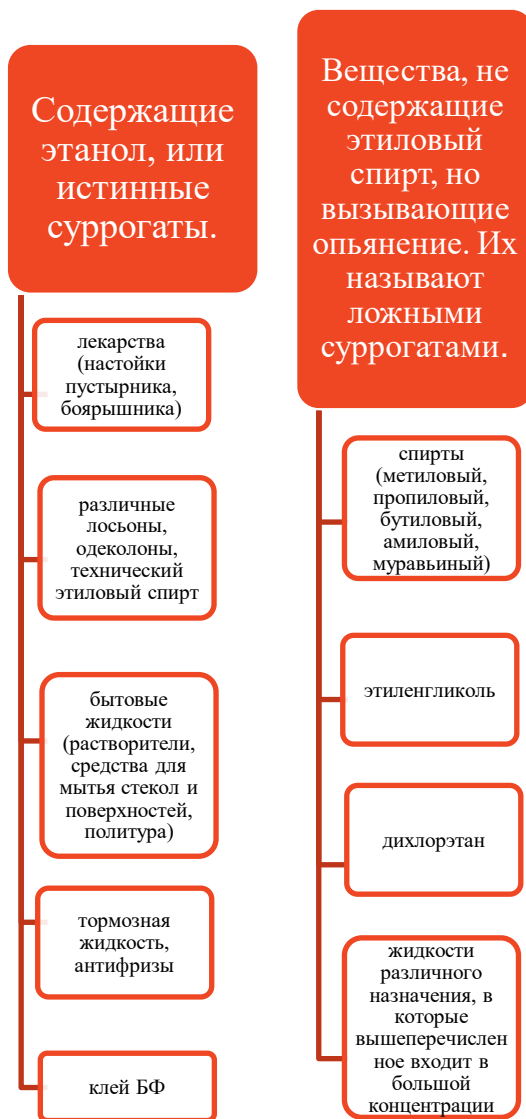 Содержащие
этанол, или
истинные
суррогаты.
лекарства
(настойки
пустырника,
боярышника)
различные
лосьоны,
одеколоны,
технический
этиловый спирт
бытовые
жидкости
(растворители,
средства для
мытья стекол и
поверхностей,
политура)
тормозная
жидкость,
антифризы
клей БФ
Вещества, не
содержащие
этиловый
спирт, но
вызывающие
опьянение. Их
называют
ложными
суррогатами.
спирты
(метиловый,
пропиловый,
бутиловый,
амиловый,
муравьиный)
этиленгликоль
дихлорэтан
жидкости
различного
назначения, в
которые
вышеперечислен
ное входит в
большой
концентрации